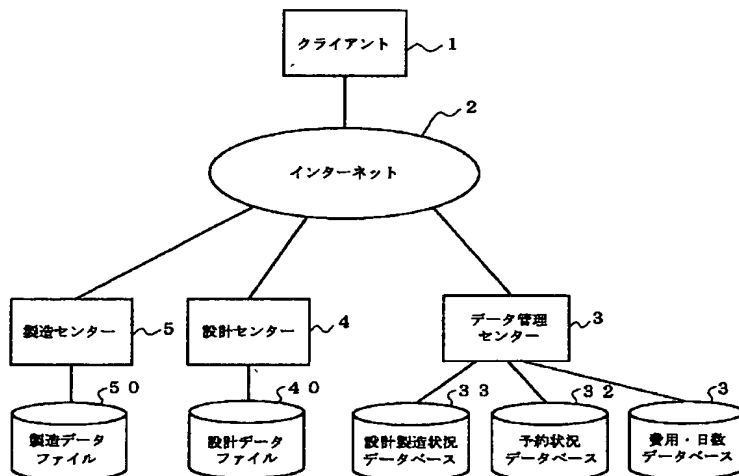 クライアント
1
2
インターネット
製造センター
5
設計センター
4
データ管理
センター
3
50
40
33
32
3
製造データ
ファイル
設計データ
ファイル
設計製造状況
データベース
予約状況
データベース
費用・日数
データベース